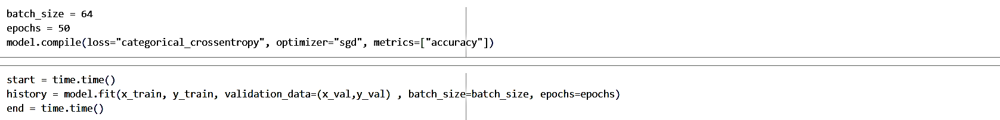 batch_size = 64
epochs = 50
model.compile(loss="categorical_crossentropy", optimizer="sgd", metrics=["accuracy"])
start = time.time()
history = model.fit(x_train, y_train, validation_data=(x_val,y_val) , batch_size=batch_size, epochs=epochs)
end = time.time()